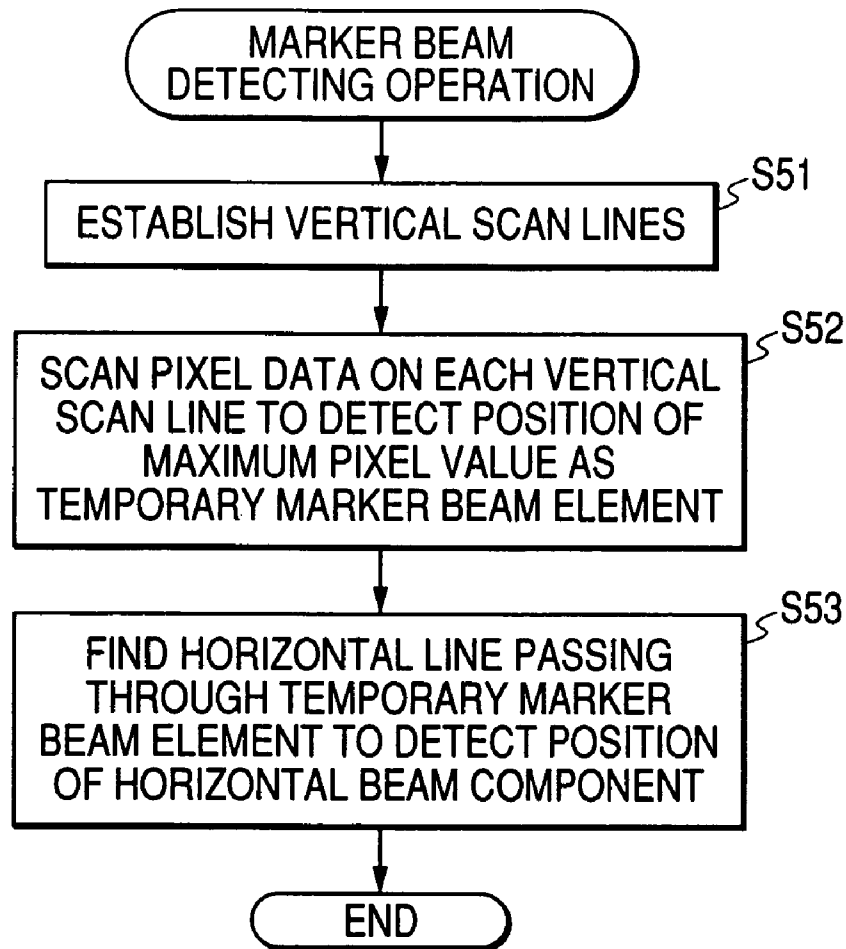 MARKER BEAM
DETECTING OPERATION
S51
ESTABLISH VERTICAL SCAN LINES
S52
SCAN PIXEL DATA ON EACH VERTICAL
SCAN LINE TO DETECT POSITION OF
MAXIMUM PIXEL VALUE AS
TEMPORARY MARKER BEAM ELEMENT
S53
FIND HORIZONTAL LINE PASSING
THROUGH TEMPORARY MARKER
BEAM ELEMENT TO DETECT POSITION
OF HORIZONTAL BEAM COMPONENT
END